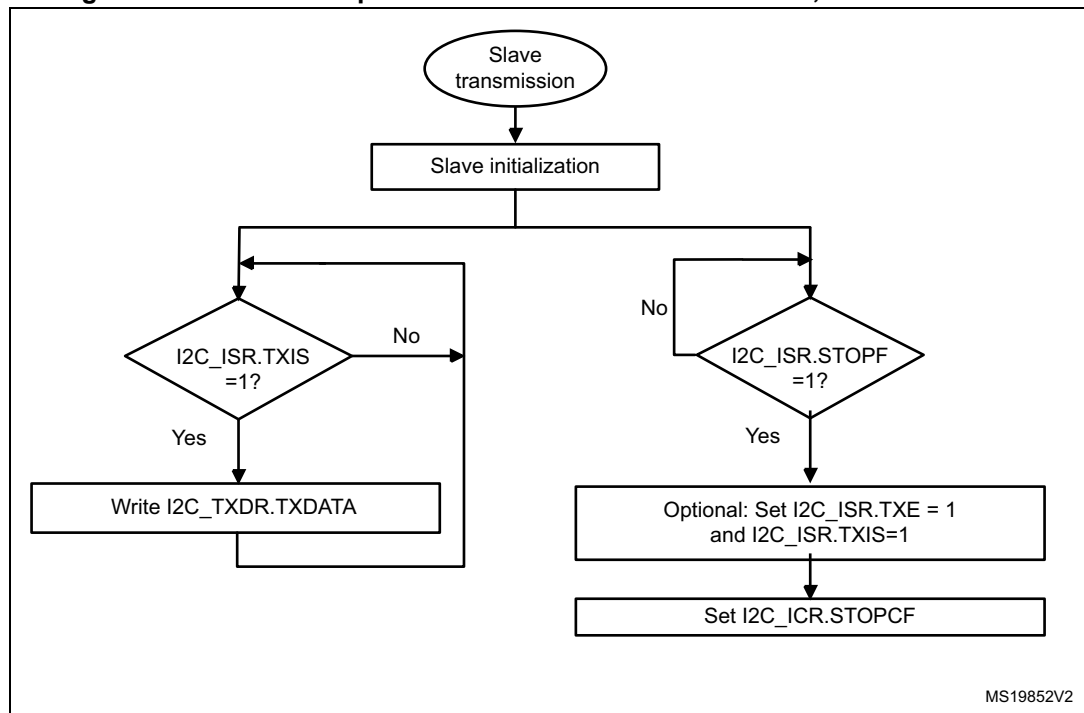 Slave
transmission
Slave initialization
No
I2C_ISR.TXIS
=1?
Yes
Write I2C_TXDR.TXDATA
No
I2C_ISR.STOPF
=1?
Yes
Optional: Set I2C_ISR.TXE = 1
and I2C_ISR.TXIS=1
Set I2C_ICR.STOPCF
MS19852V2